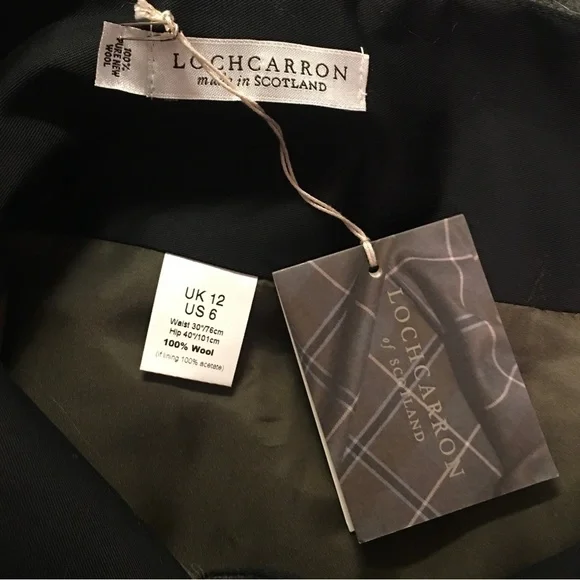 100%
PURE NEW
WOOL
LOCHCARRON
made in SCOTLAND
UK 12
US 6
Waist 30"/76cm
Hip 40"/101cm
100% Wool
(if lining 100% acetate)
LOCHCARRON
of SCOTLAND